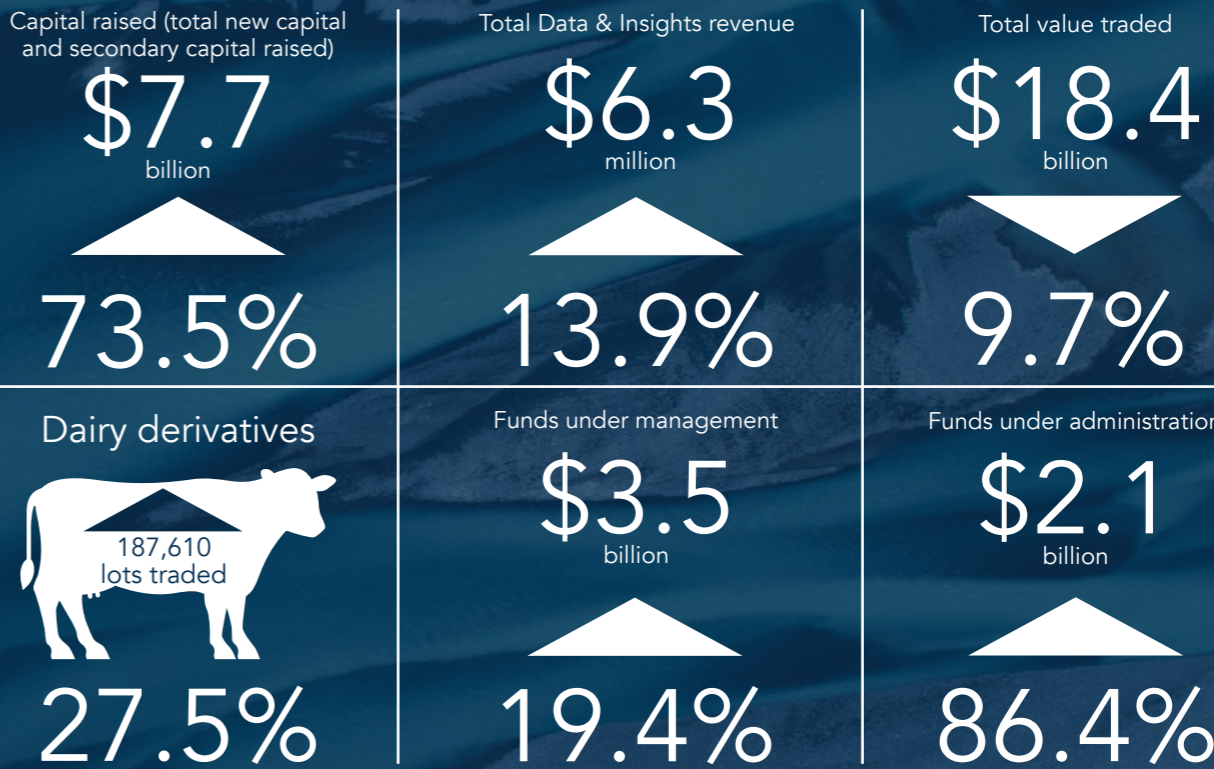 Capital raised (total new capital
and secondary capital raised)
$7.7
billion
73.5%
Total Data & Insights revenue
$6.3
million
13.9%
Total value traded
$18.4
billion
9.7%
Dairy derivatives
187,610
lots traded
27.5%
Funds under management
$3.5
billion
19.4%
Funds under administration
$2.1
billion
86.4%